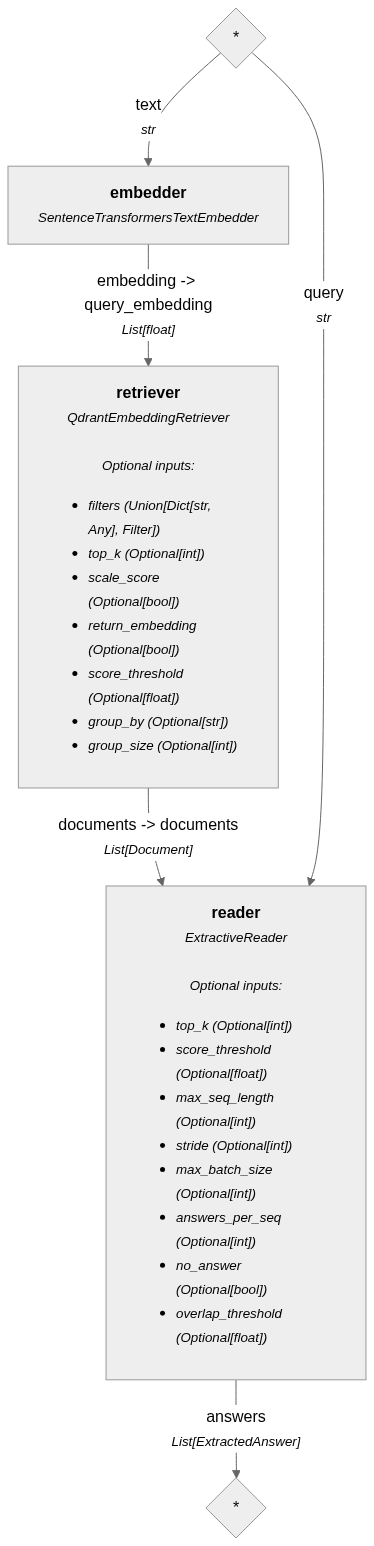 *
text
str
embedder
SentenceTransformersTextEmbedder
embedding ->
query_embedding
List[float]
query
str
retriever
QdrantEmbeddingRetriever
Optional inputs:
• filters (Union[Dict[str,
Any], Filter])
• top_k (Optional[int])
• scale_score
(Optional[bool])
• return_embedding
(Optional[bool])
• score_threshold
(Optional[float])
• group_by (Optional[str])
• group_size (Optional[int])
documents -> documents
List[Document]
reader
ExtractiveReader
Optional inputs:
• top_k (Optional[int])
• score_threshold
(Optional[float])
• max_seq_length
(Optional[int])
• stride (Optional[int])
• max_batch_size
(Optional[int])
• answers_per_seq
(Optional[int])
• no_answer
(Optional[bool])
• overlap_threshold
(Optional[float])
answers
List[ExtractedAnswer]
*